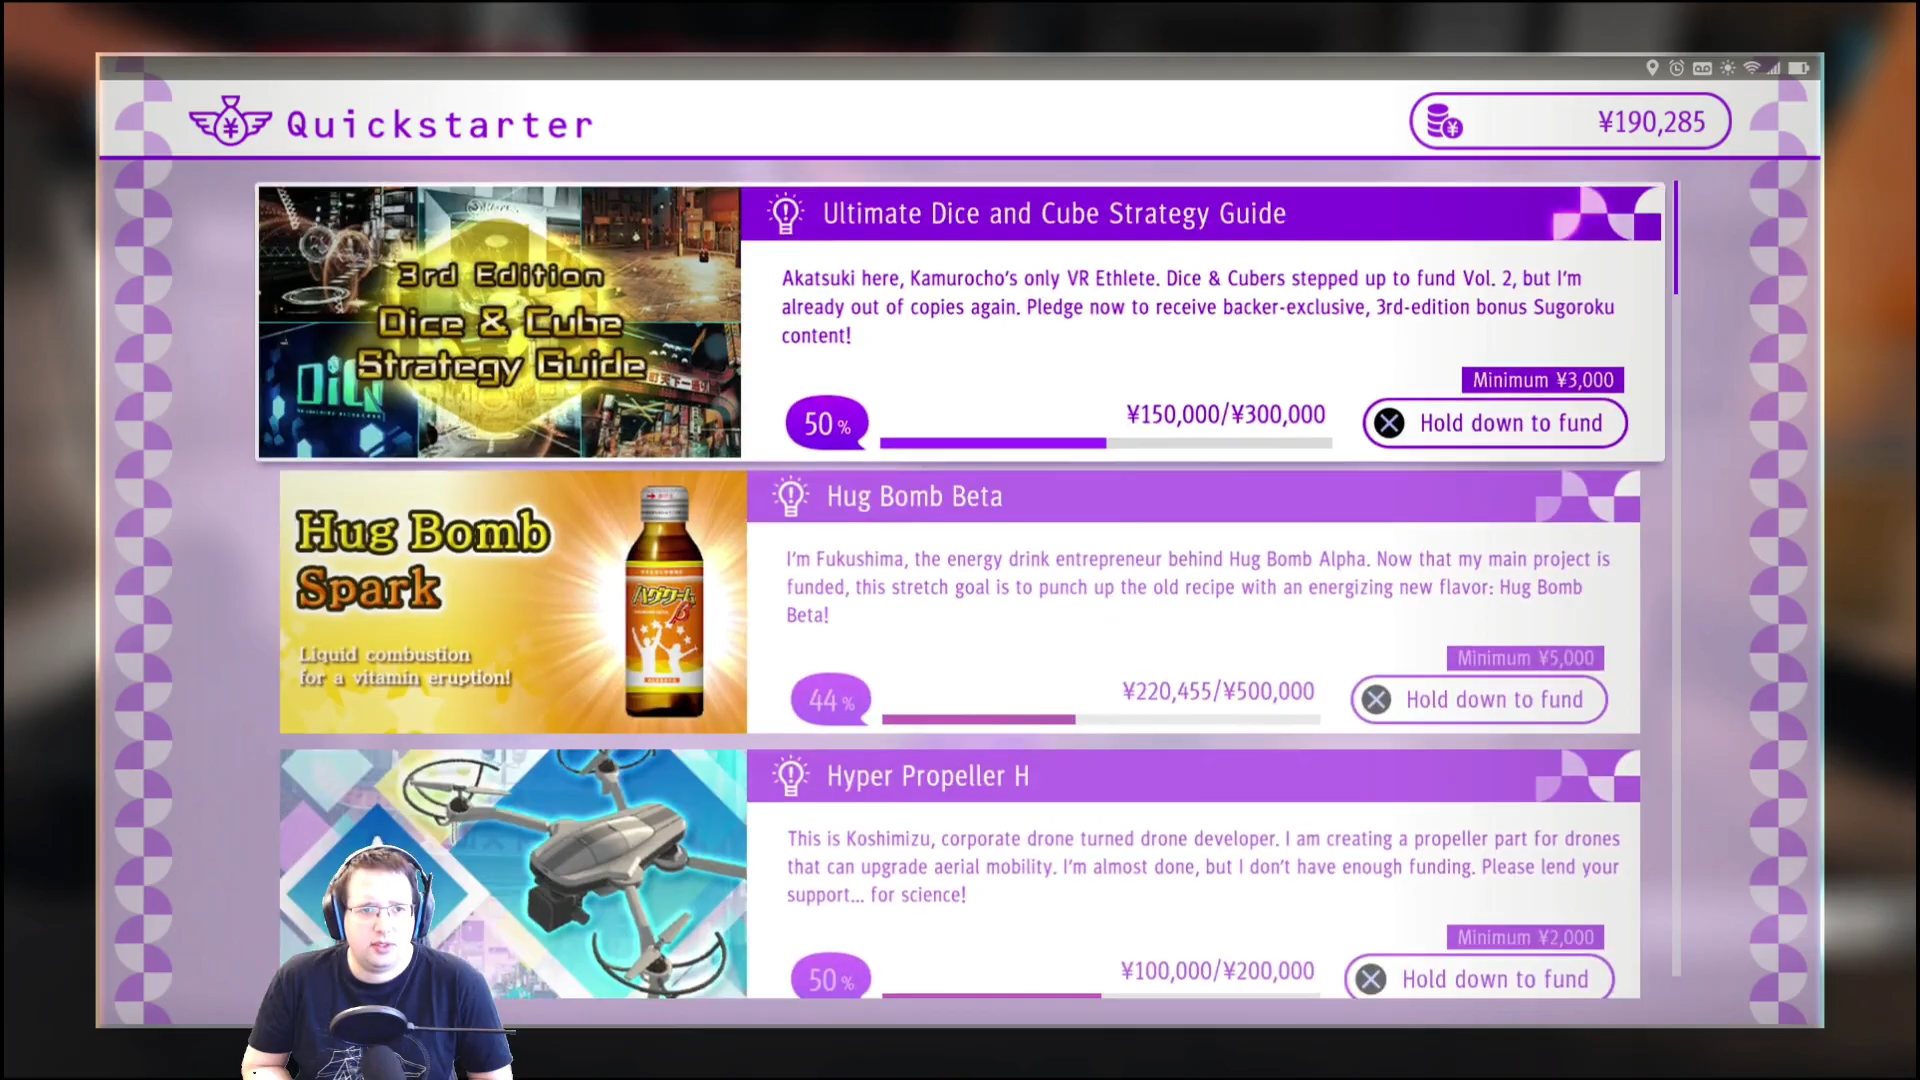 Quickstarter
¥190,285
3rd Edition
Dice & Cube
Strategy Guide
Ultimate Dice and Cube Strategy Guide
Akatsuki here, Kamurocho's only VR Ethlete. Dice & Cubers stepped up to fund Vol. 2, but I'm
already out of copies again. Pledge now to receive backer-exclusive, 3rd-edition bonus Sugoroku
content!
Minimum ¥3,000
50 %
¥150,000/¥300,000
Hold down to fund
Hug Bomb
Spark
Liquid combustion
for a vitamin eruption!
Hug Bomb Beta
I'm Fukushima, the energy drink entrepreneur behind Hug Bomb Alpha. Now that my main project is
funded, this stretch goal is to punch up the old recipe with an energizing new flavor: Hug Bomb
Beta!
Minimum ¥5,000
44 %
¥220,455/¥500,000
Hold down to fund
Hyper Propeller H
This is Koshimizu, corporate drone turned drone developer. I am creating a propeller part for drones
that can upgrade aerial mobility. I'm almost done, but I don't have enough funding. Please lend your
support... for science!
Minimum ¥2,000
50 %
¥100,000/¥200,000
Hold down to fund